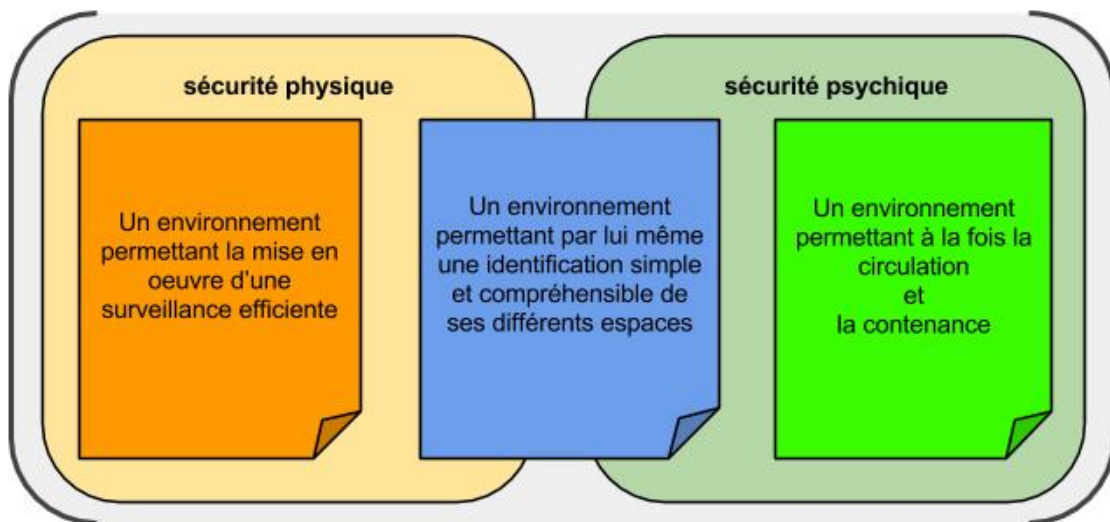 sécurité physique
sécurité psychique
Un environnement
permettant la mise en
oeuvre d'une
surveillance efficiente
Un environnement
permettant par lui même
une identification simple
et compréhensible de
ses différents espaces
Un environnement
permettant à la fois la
circulation
et
la contenance